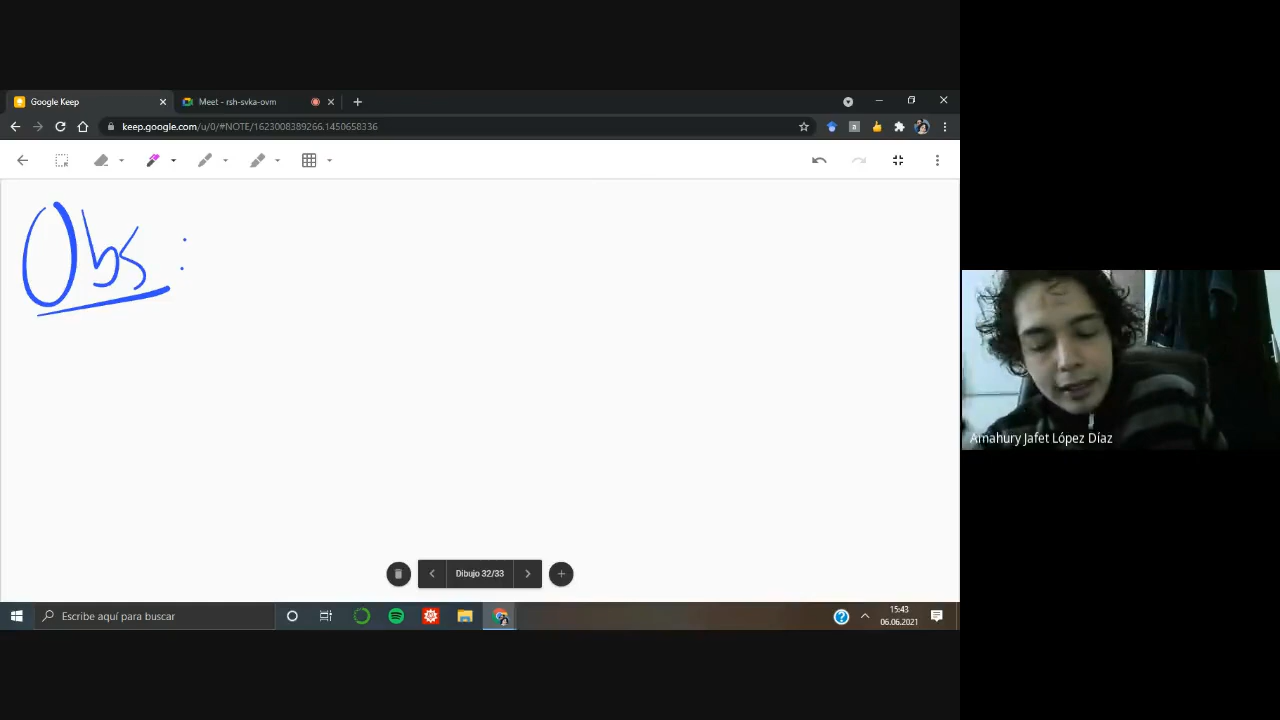 Google Keep
Meet - rsh-svka-ovm
keep.google.com/u/0/#NOTE/1623008389266.1450658336
Obs :
Amahury Jafet López Díaz
Dibujo 32/33
Escribe aquí para buscar
15:43
06.06.2021